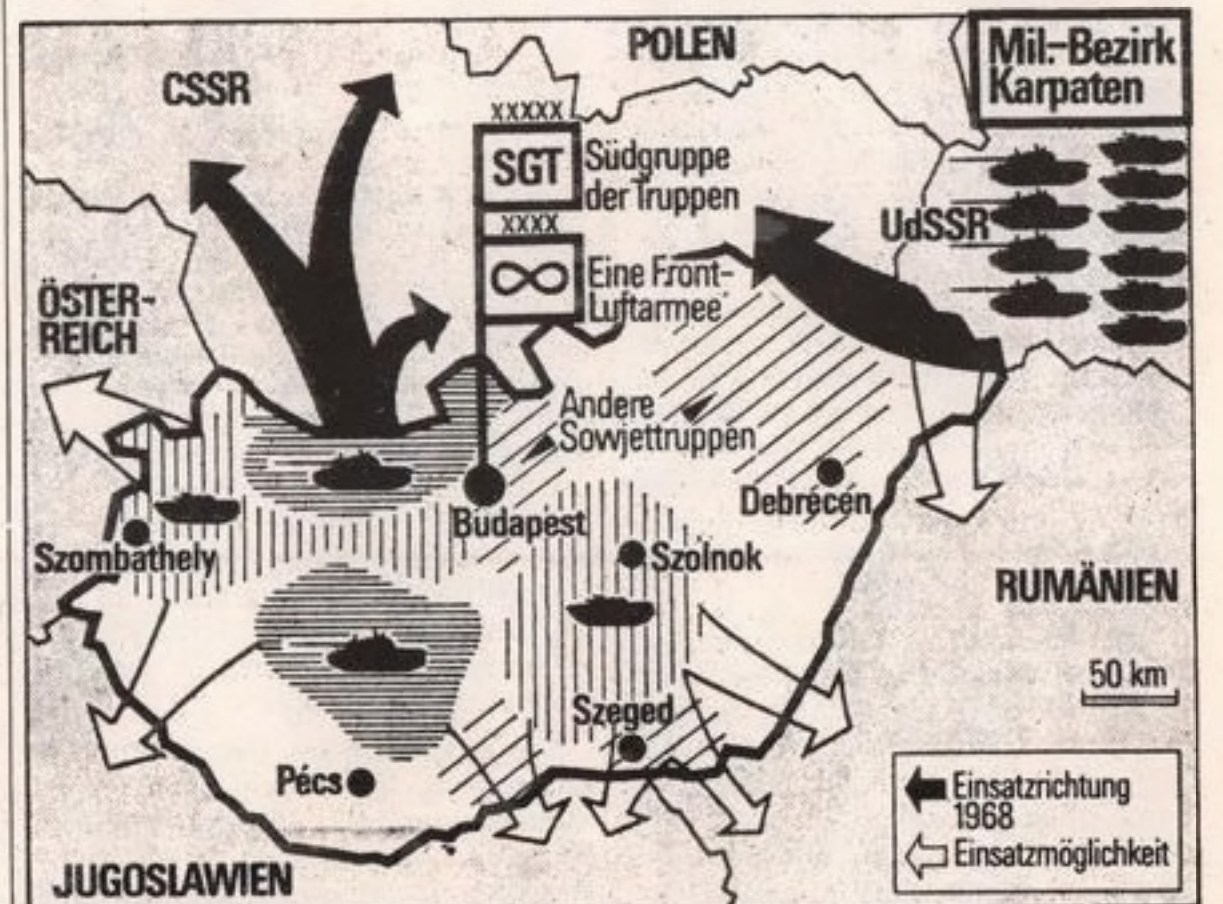 POLEN
Mil.-Bezirk
Karpaten
CSSR
XXXXX
SGT
Südgruppe
der Truppen
XXXX
Eine Front-
Luftarmee
UdSSR
ÖSTER-
REICH
Andere
Sowjettruppen
Debrecen
Budapest
Szombathely
Szolnok
RUMÄNIEN
50 km
Szeged
Pécs
Einsatzrichtung
1968
Einsatzmöglichkeit
JUGOSLAWIEN